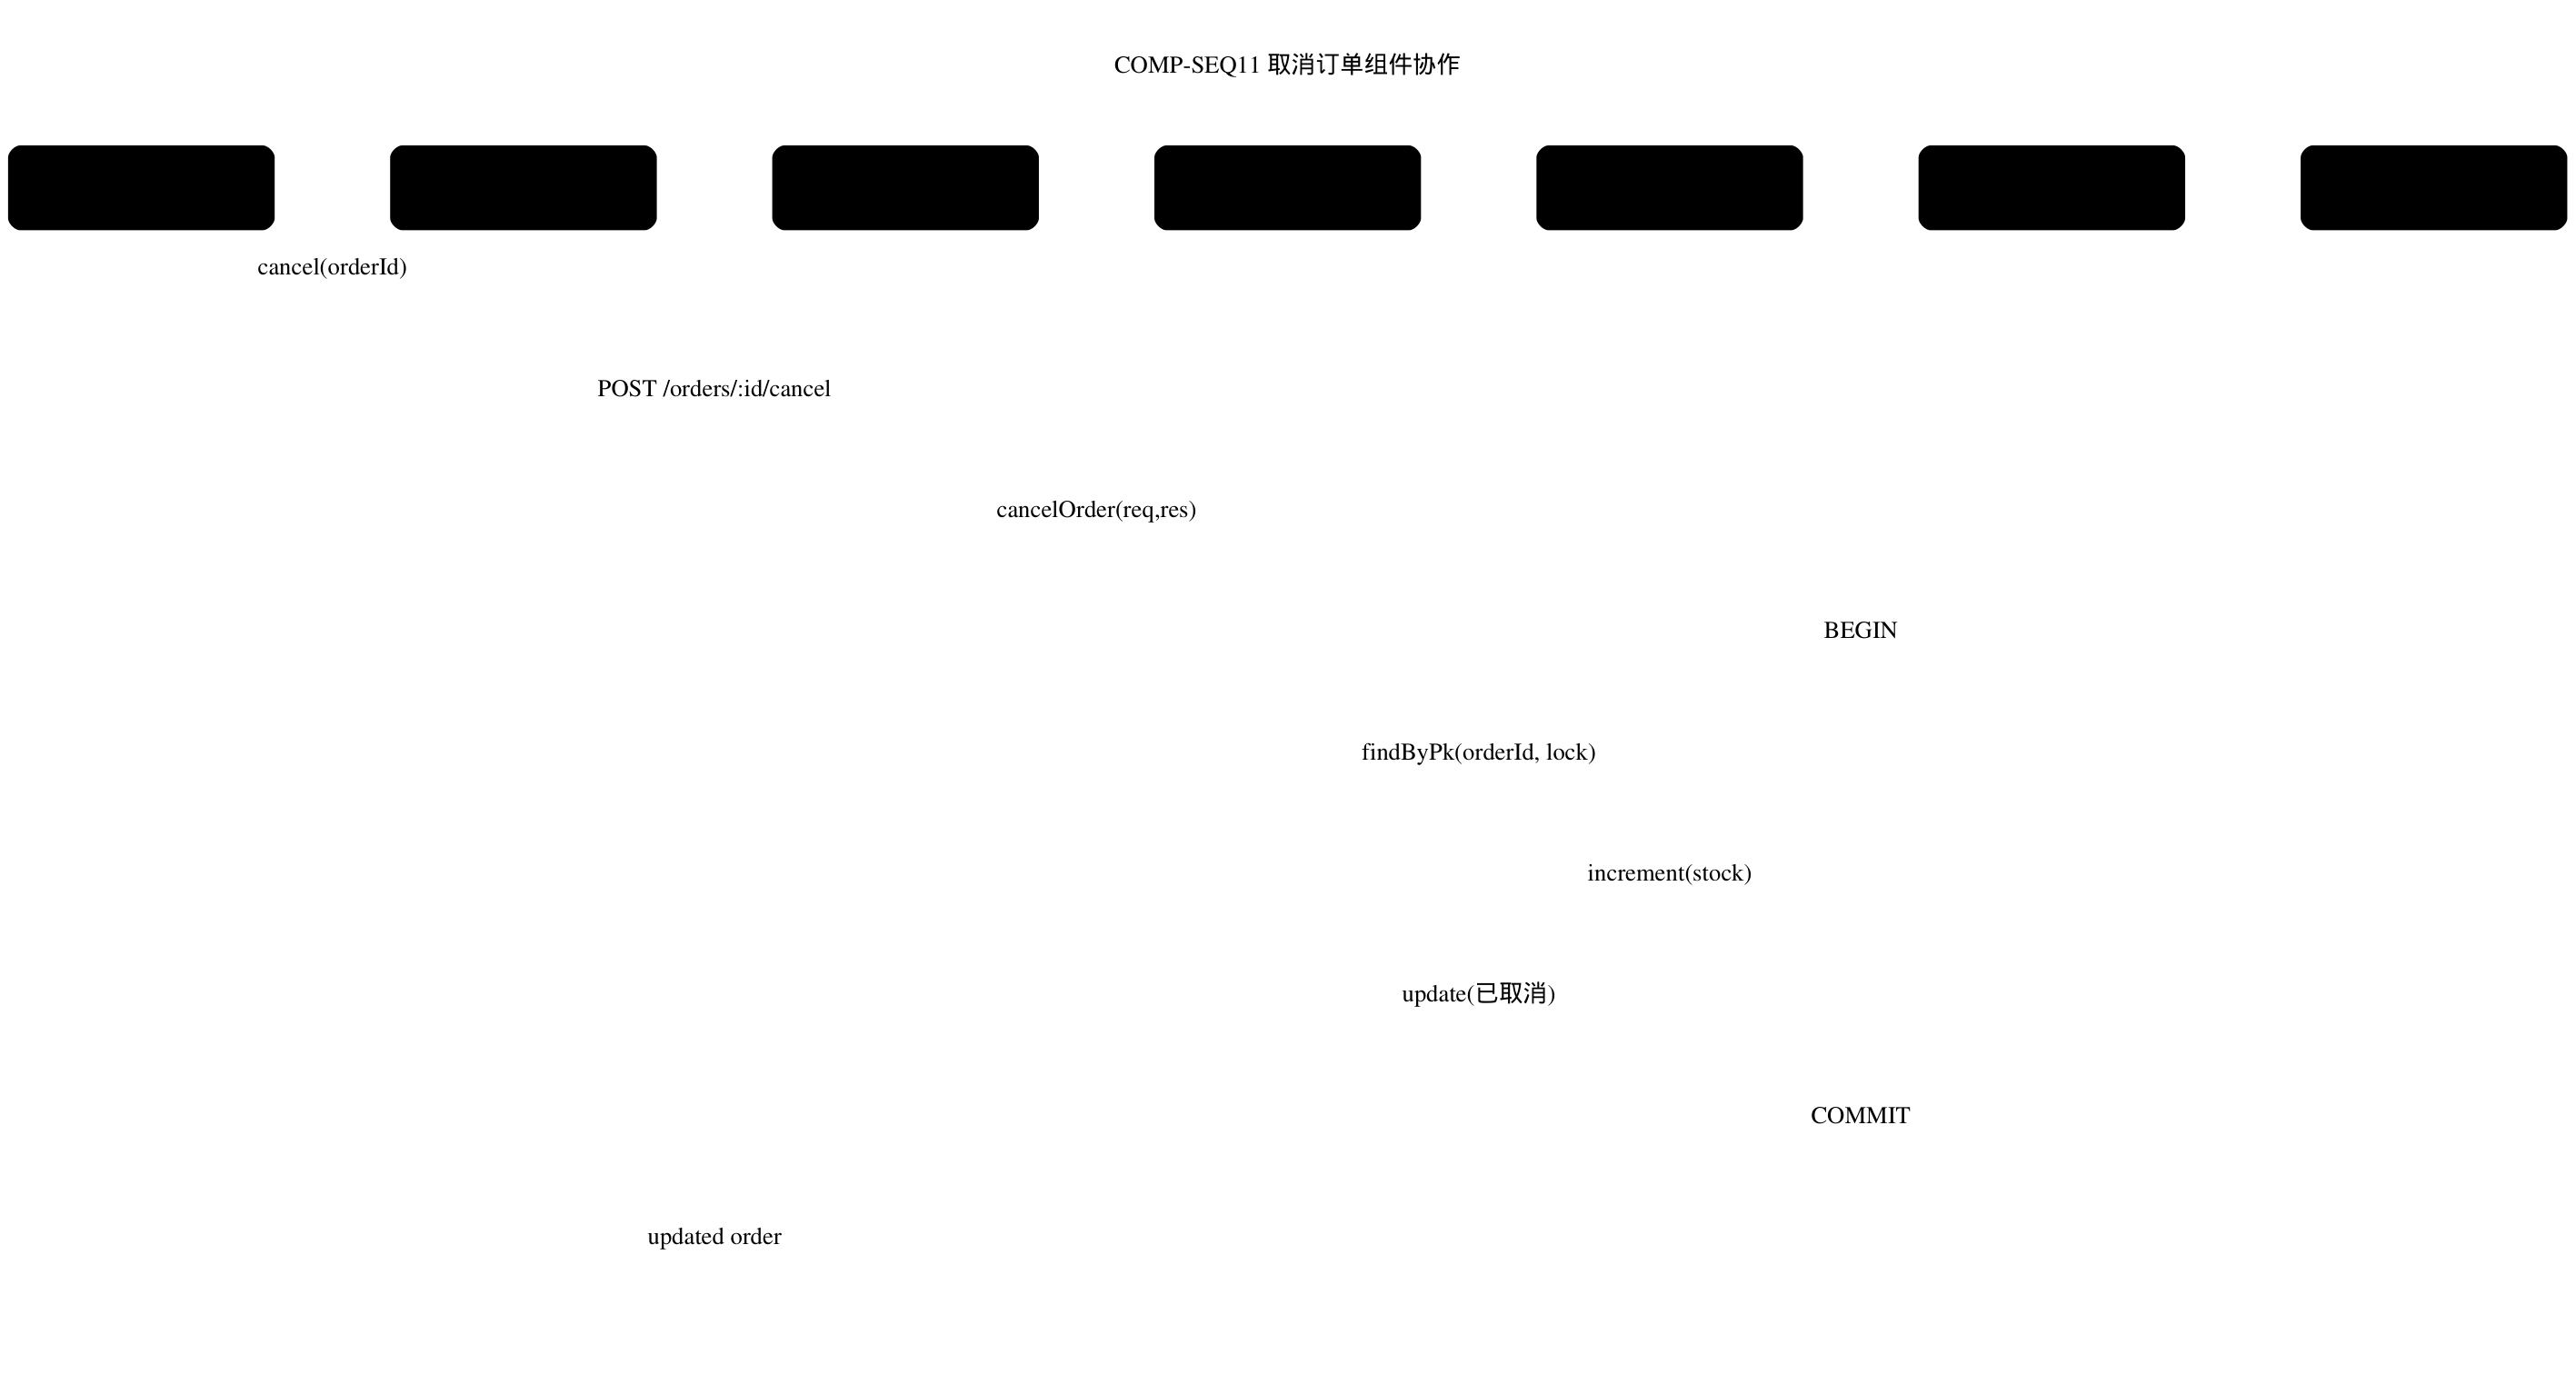 COMP-SEQ11 取消订单组件协作
cancel(orderId)
POST /orders/:id/cancel
cancelOrder(req,res)
BEGIN
findByPk(orderId, lock)
increment(stock)
update(已取消)
COMMIT
updated order